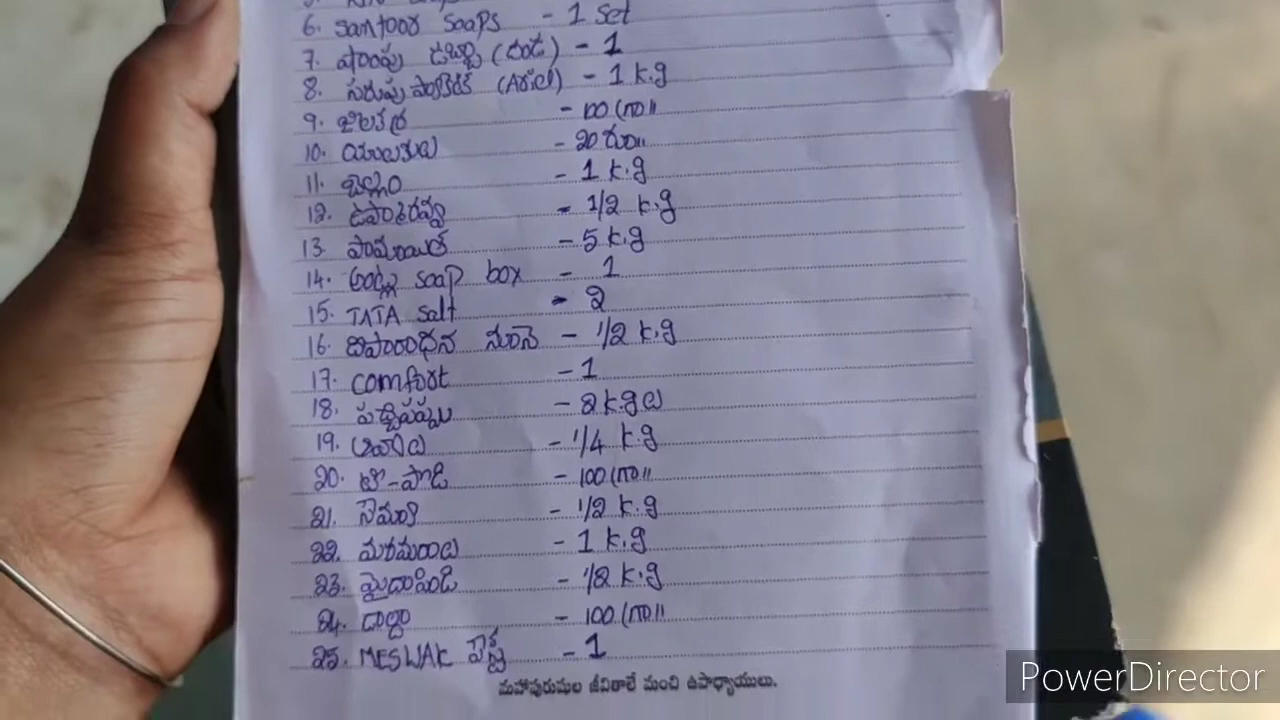 6. Santoor Soaps - 1 Set
7. షాంపు డబ్బి (దండ) - 1
8. సరుపు ప్యాకెట్ (Ariel) - 1 k.g
9. జీలకర్ర - 100 గ్రా॥
10. యాలకులు - 20 రూ॥
11. బెల్లం - 1 k.g
12. ఉప్మారవ్వ - 1/2 k.g
13. పామాయిల్ - 5 k.g
14. అంట్ల soap box - 1
15. TATA Salt - 2
16. దీపారాధన నూనె - 1/2 k.g
17. Comfort - 1
18. పచ్చిపప్పు - 2 k.g లు
19. ఆవాలు - 1/4 k.g
20. టీ-పొడి - 100 గ్రా॥
21. సేమియా - 1/2 k.g
22. మరమరాలు - 1 k.g
23. మైదాపిండి - 1/2 k.g
24. డాల్డా - 100 గ్రా॥
25. MESWAK పేస్ట్ - 1
మహాపురుషుల జీవితాలే మంచి ఉపాధ్యాయులు.
PowerDirector